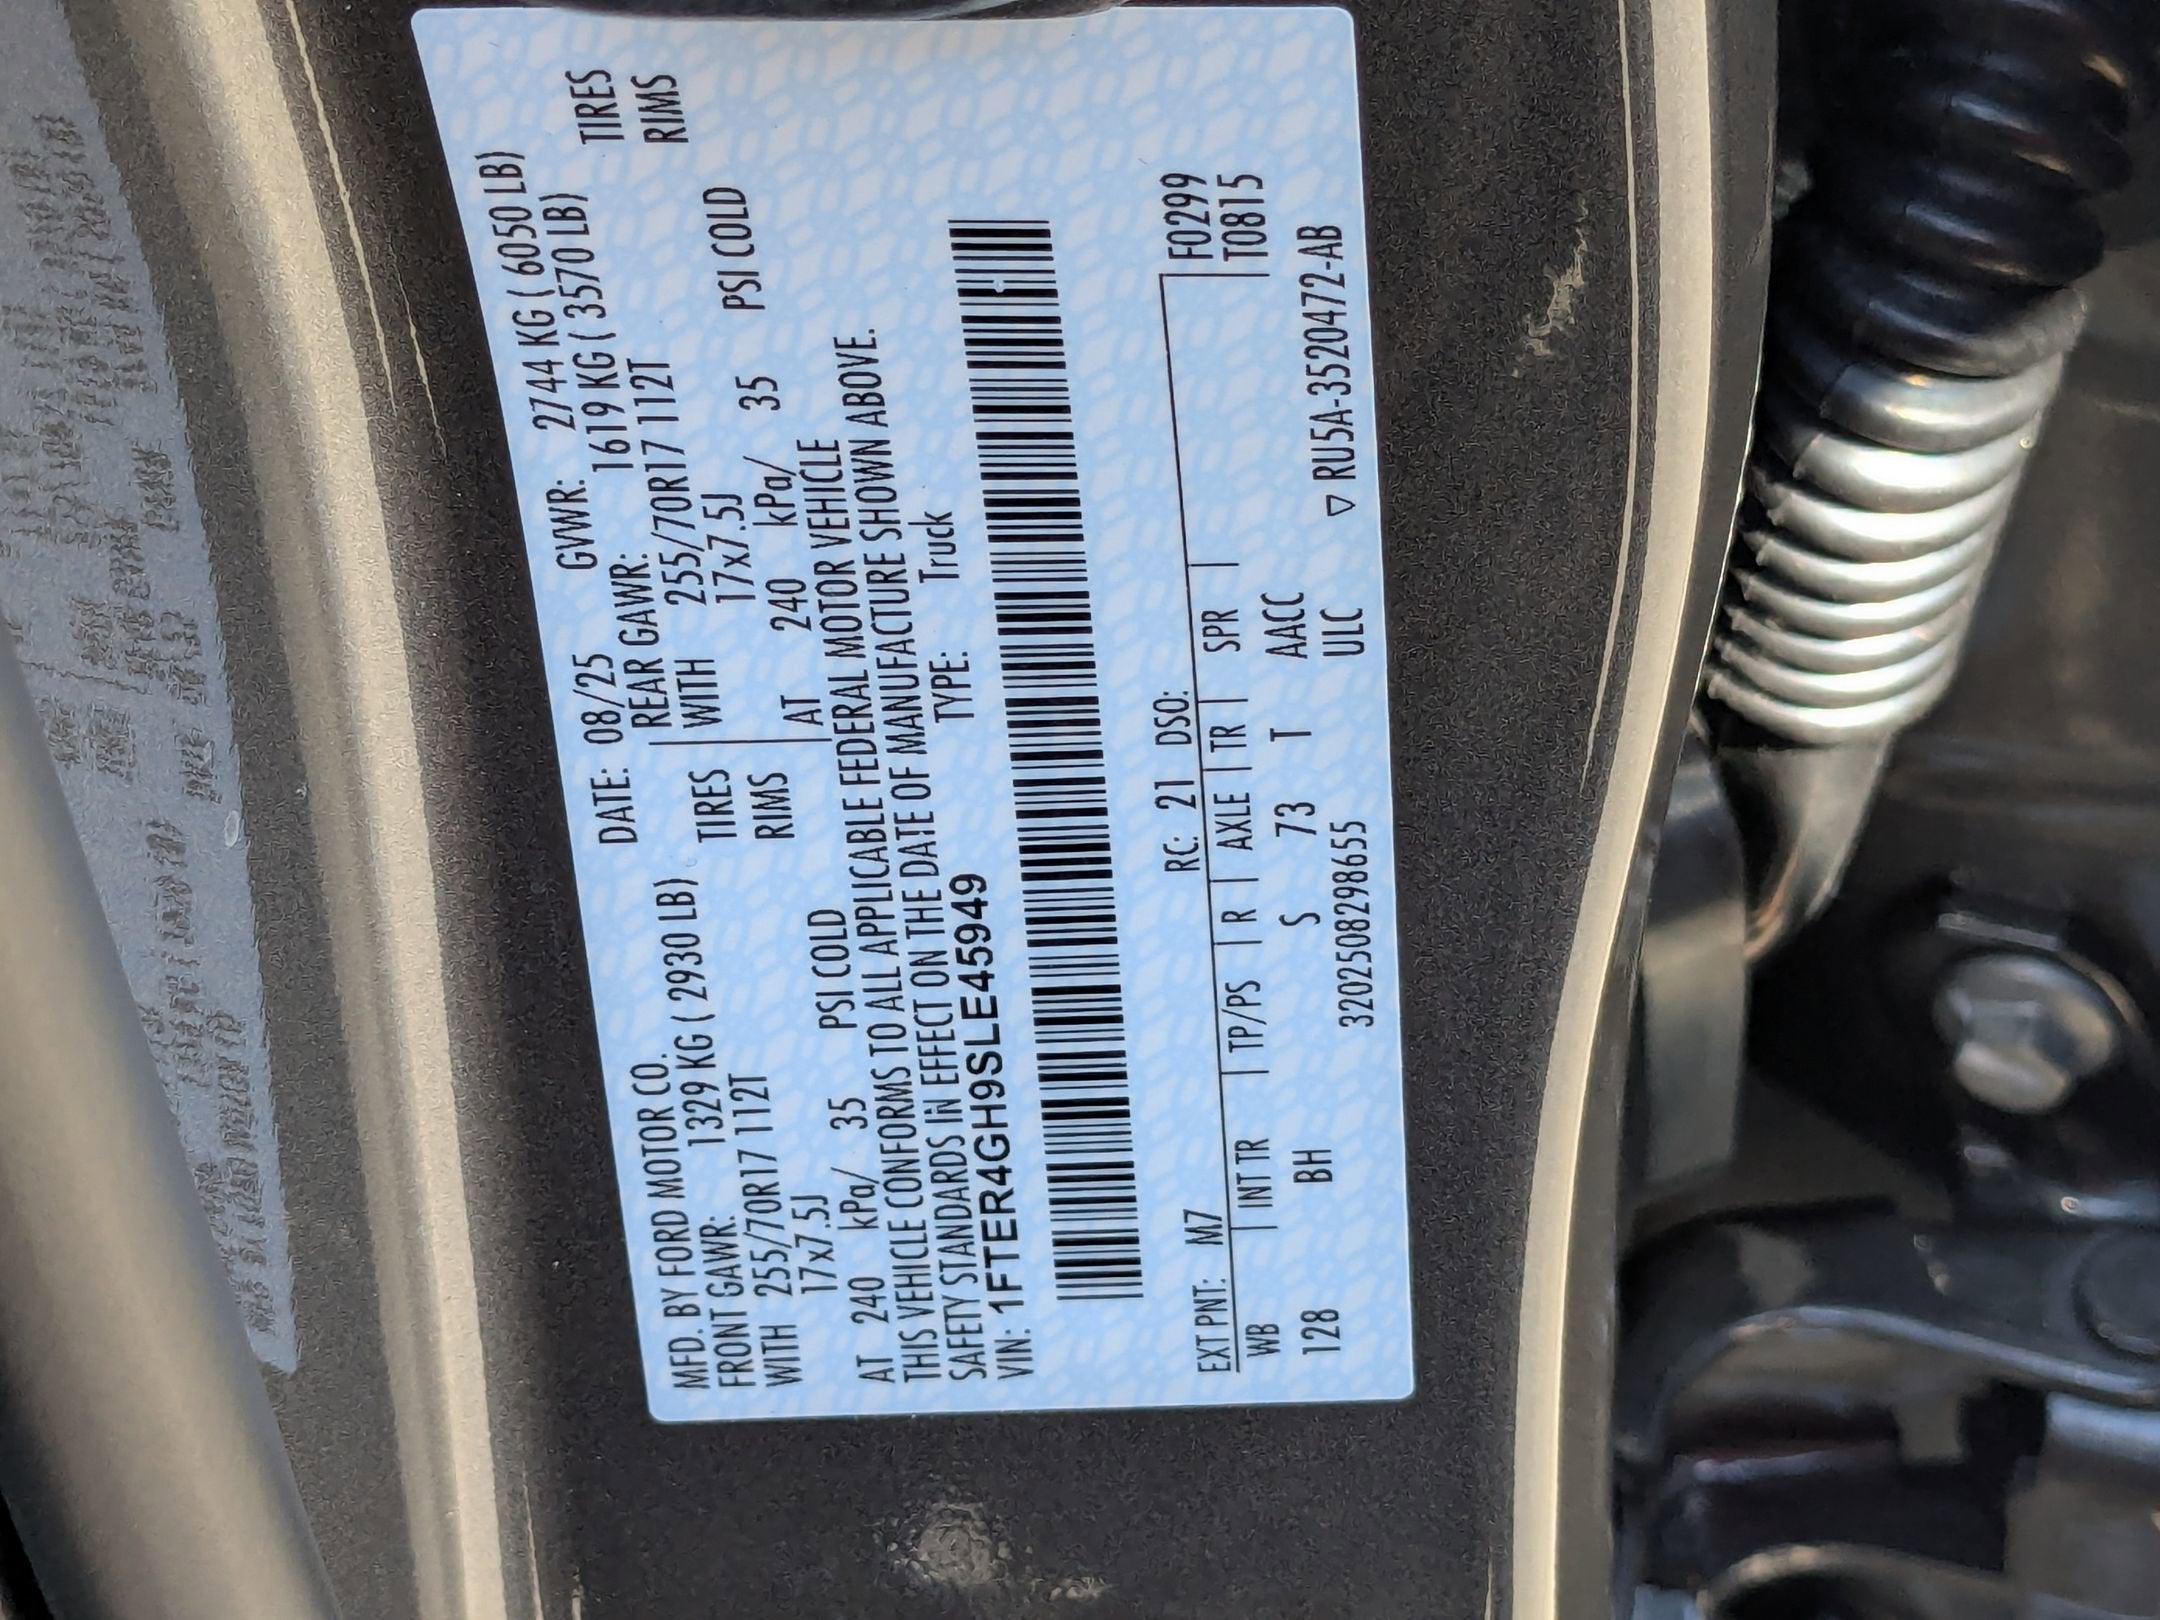 MFD. BY FORD MOTOR CO. DATE: 08/25 GVWR: 2744 KG ( 6050 LB)
FRONT GAWR: 1329 KG ( 2930 LB) REAR GAWR: 1619 KG ( 3570 LB)
WITH 255/70R17 112T TIRES WITH 255/70R17 112T TIRES
17x7.5J RIMS 17x7.5J RIMS
AT 240 kPa/ 35 PSI COLD AT 240 kPa/ 35 PSI COLD
THIS VEHICLE CONFORMS TO ALL APPLICABLE FEDERAL MOTOR VEHICLE
SAFETY STANDARDS IN EFFECT ON THE DATE OF MANUFACTURE SHOWN ABOVE.
VIN: 1FTER4GH9SLE45949 TYPE: Truck
EXT PNT: M7 RC: 21 DSO: F0299
WB INT TR TP/PS R AXLE TR SPR T0815
128 BH S 73 T AACC
3202508298655 ULC ▽ RU5A-3520472-AB